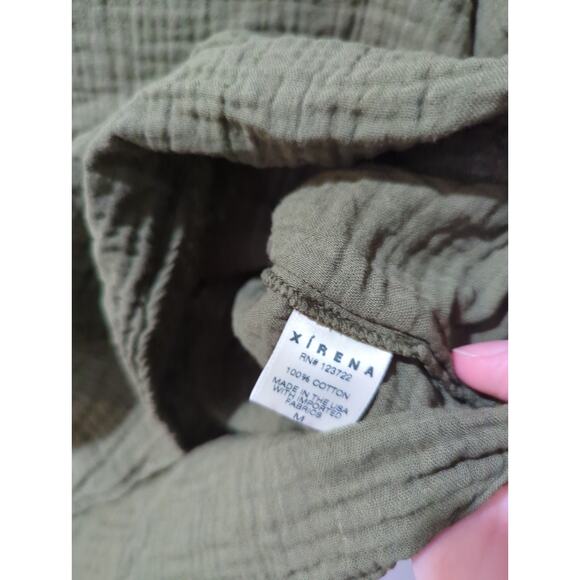 XÍRENA
RN# 123722
100% COTTON
MADE IN THE USA
WITH IMPORTED
FABRICS
M